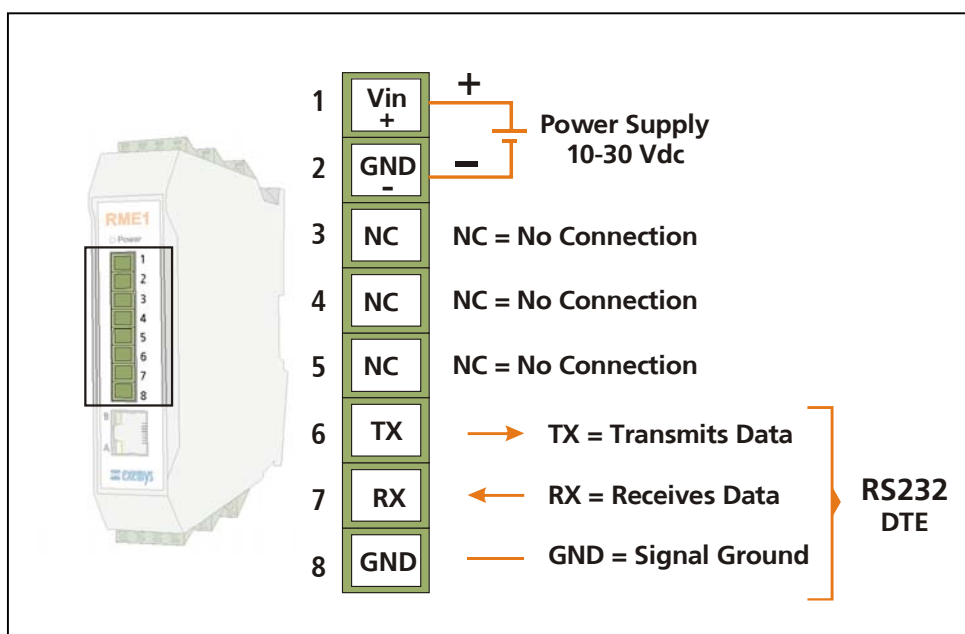 RME1
Power
1
2
3
4
5
6
7
8
B
A
exemys
1 Vin + +
Power Supply
10-30 Vdc
2 GND - −
3 NC NC = No Connection
4 NC NC = No Connection
5 NC NC = No Connection
6 TX TX = Transmits Data
7 RX RX = Receives Data
8 GND GND = Signal Ground
RS232
DTE